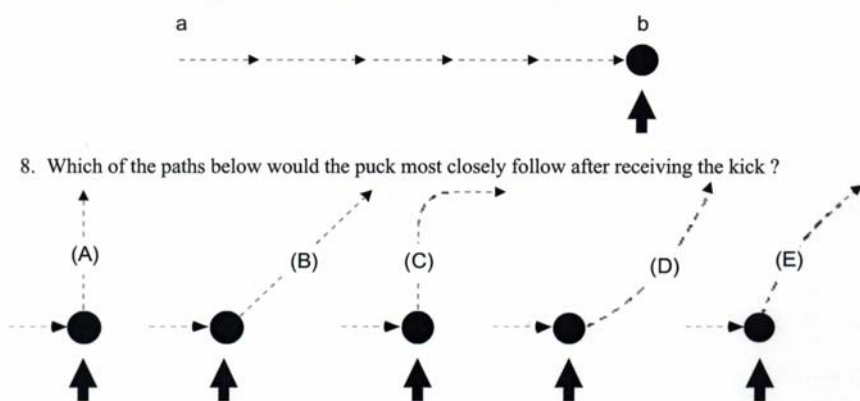 a b
8. Which of the paths below would the puck most closely follow after receiving the kick ?
(A) (B) (C) (D) (E)